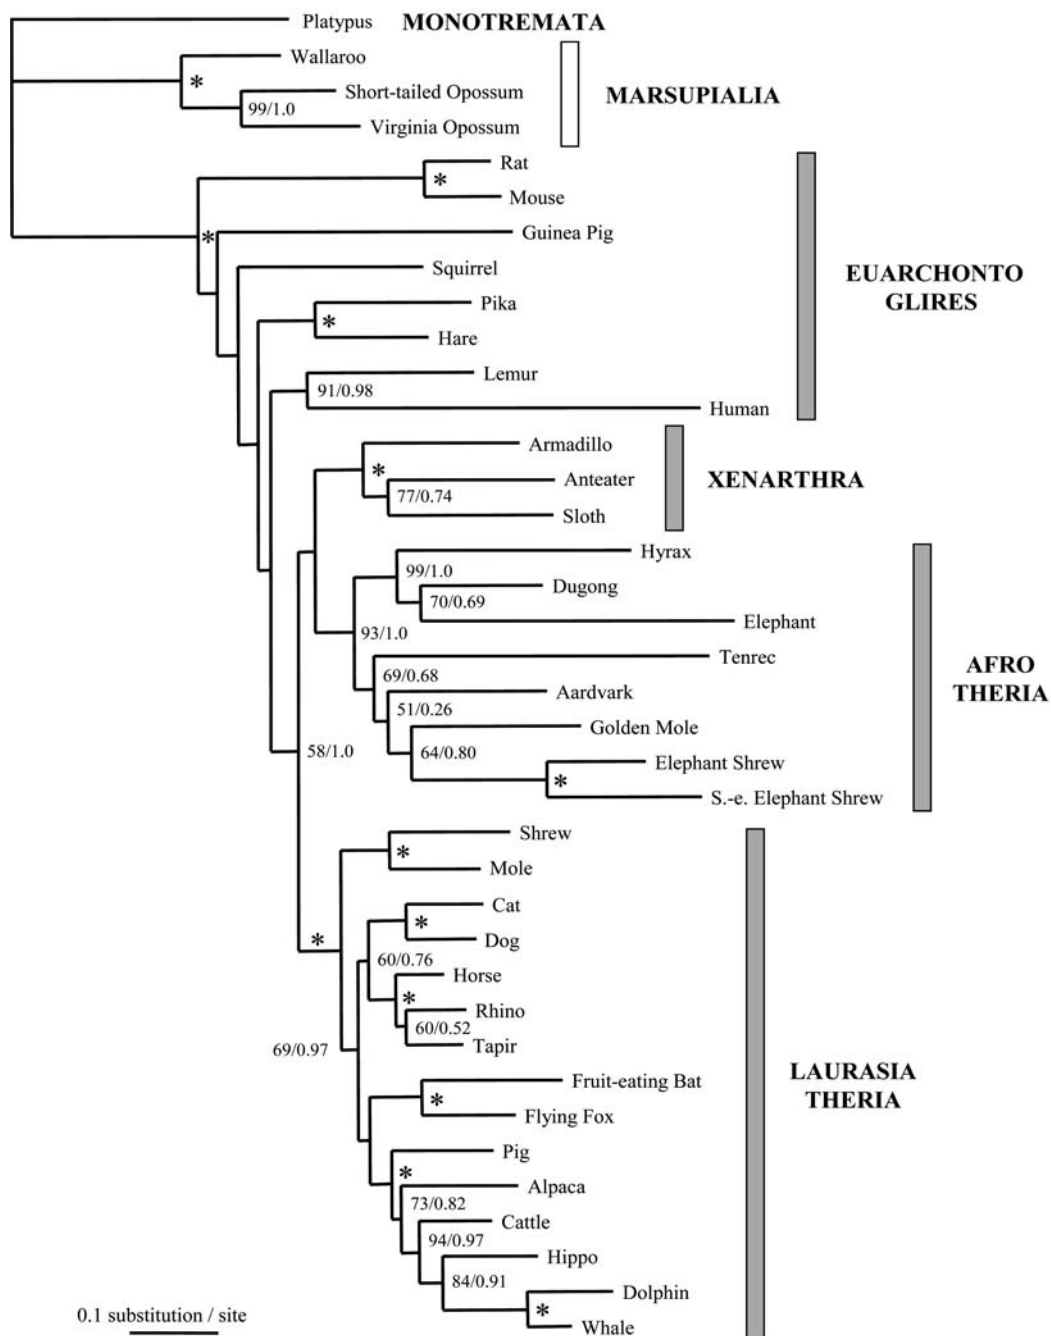 Platypus MONOTREMATA
Wallaroo
*
Short-tailed Opossum
99/1.0
MARSUPIALIA
Virginia Opossum
Rat
*
Mouse
*
Guinea Pig
Squirrel
EUARCHONTO
GLIRES
Pika
*
Hare
Lemur
91/0.98
Human
Armadillo
*
Anteater
77/0.74
XENARTHRA
Sloth
Hyrax
99/1.0
Dugong
70/0.69
Elephant
93/1.0
Tenrec
69/0.68
AFRO
THERIA
Aardvark
51/0.26
Golden Mole
58/1.0
64/0.80
Elephant Shrew
*
S.-e. Elephant Shrew
Shrew
*
Mole
Cat
*
*
Dog
60/0.76
Horse
*
Rhino
60/0.52
Tapir
69/0.97
LAURASIA
THERIA
Fruit-eating Bat
*
Flying Fox
Pig
*
Alpaca
73/0.82
Cattle
94/0.97
Hippo
84/0.91
Dolphin
*
Whale
0.1 substitution / site